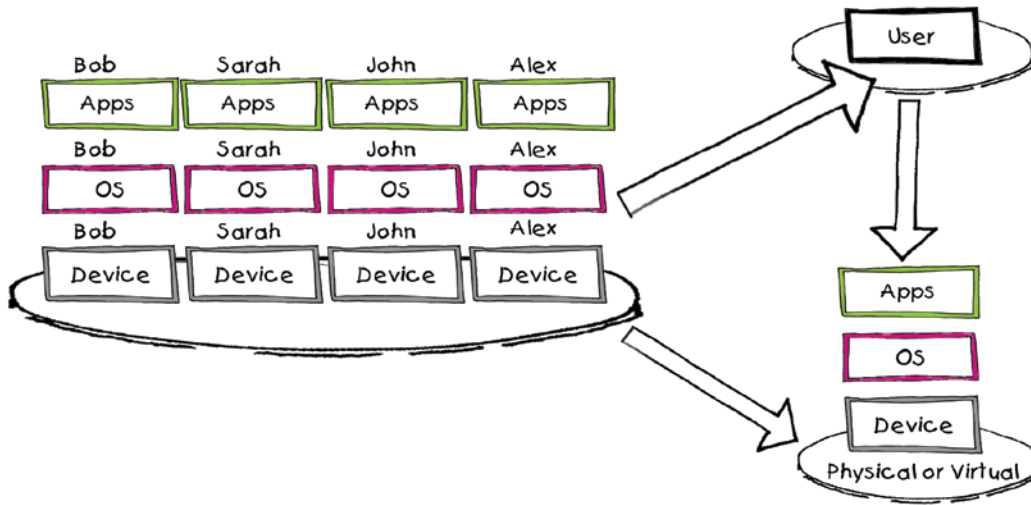 Bob Sarah John Alex
Apps Apps Apps Apps
Bob Sarah John Alex
OS OS OS OS
Bob Sarah John Alex
Device Device Device Device
User
Apps
OS
Device
Physical or Virtual